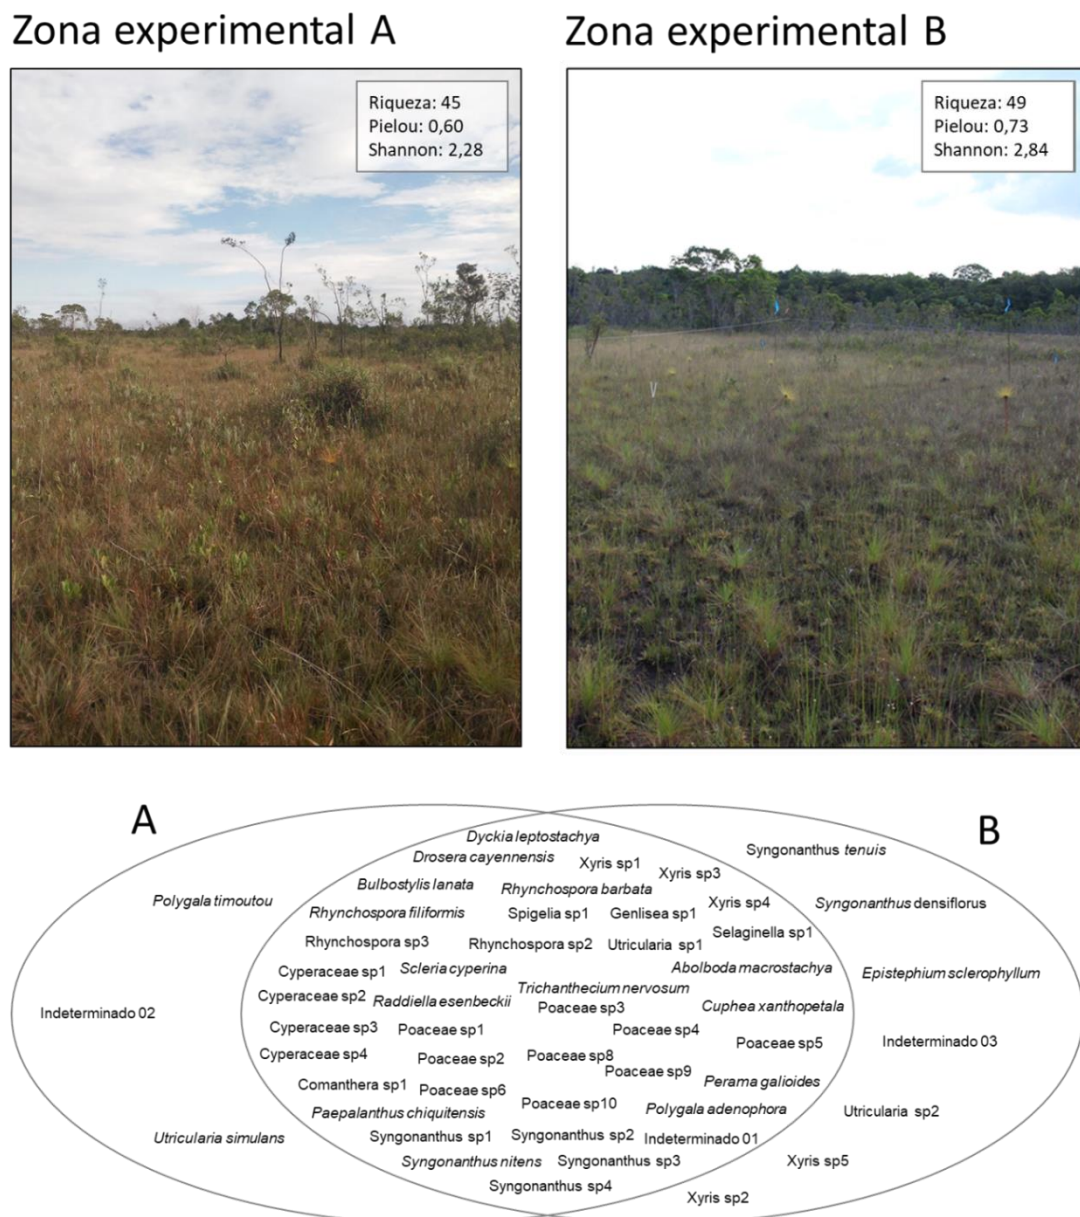 Zona experimental A
Zona experimental B
Riqueza: 45
Pielou: 0,60
Shannon: 2,28
Riqueza: 49
Pielou: 0,73
Shannon: 2,84
A
B
Dyckia leptostachya
Syngonanthus tenuis
Drosera cayennensis
Xyris sp1
Xyris sp3
Bulbostylis lanata
Rhynchospora barbata
Polygala timoutou
Xyris sp4
Syngonanthus densiflorus
Rhynchospora filiformis
Spigelia sp1
Genlisea sp1
Selaginella sp1
Rhynchospora sp3
Rhynchospora sp2
Utricularia sp1
Cyperaceae sp1
Scleria cyperina
Abolboda macrostachya
Epistephium sclerophyllum
Trichanthecium nervosum
Cyperaceae sp2
Raddiella esenbeckii
Poaceae sp3
Cuphea xanthopetala
Indeterminado 02
Cyperaceae sp3
Poaceae sp1
Poaceae sp4
Poaceae sp5
Indeterminado 03
Cyperaceae sp4
Poaceae sp2
Poaceae sp8
Poaceae sp9
Comanthera sp1
Poaceae sp6
Perama galioides
Poaceae sp10
Paepalanthus chiquitensis
Polygala adenophora
Utricularia sp2
Utricularia simulans
Syngonanthus sp1
Syngonanthus sp2
Indeterminado 01
Syngonanthus nitens
Syngonanthus sp3
Xyris sp5
Syngonanthus sp4
Xyris sp2